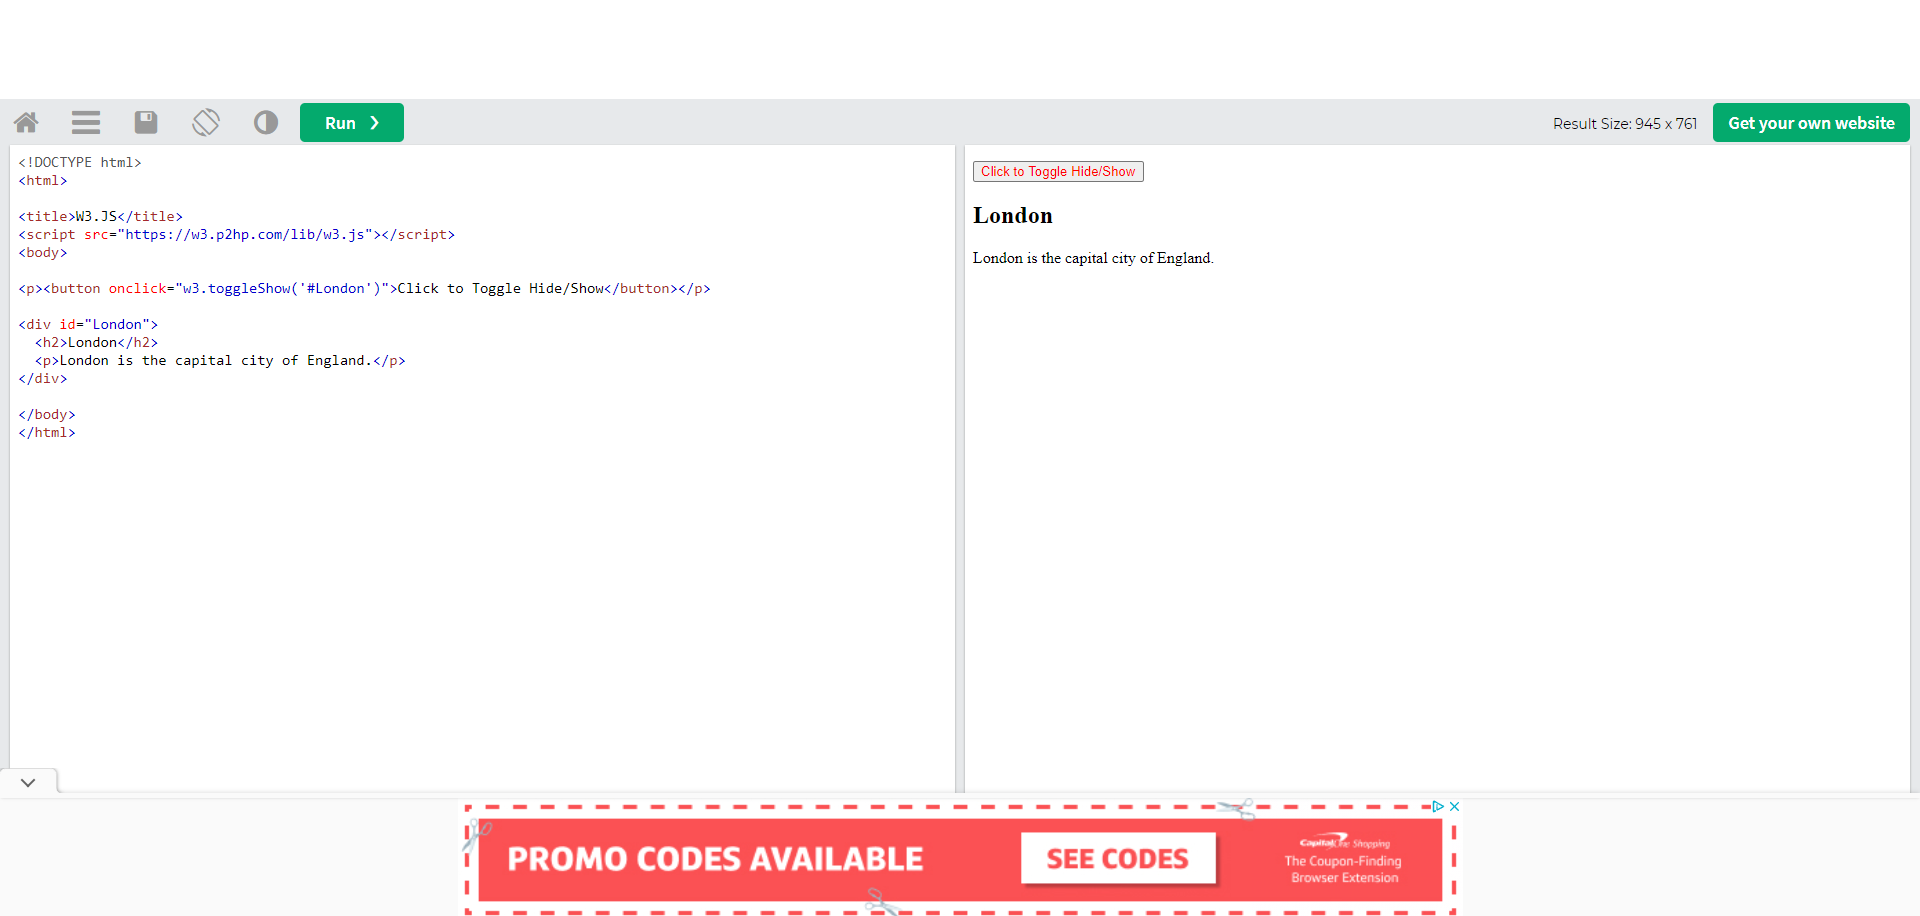 Run ❯
Result Size: 945 x 761
Get your own website
<!DOCTYPE html>
<html>
<title>W3.JS</title>
<script src="https://w3.p2hp.com/lib/w3.js"></script>
<body>
<p><button onclick="w3.toggleShow('#London')">Click to Toggle Hide/Show</button></p>
<div id="London">
<h2>London</h2>
<p>London is the capital city of England.</p>
</div>
</body>
</html>
Click to Toggle Hide/Show
London
London is the capital city of England.
PROMO CODES AVAILABLE
SEE CODES
Capital One Shopping
The Coupon-Finding
Browser Extension